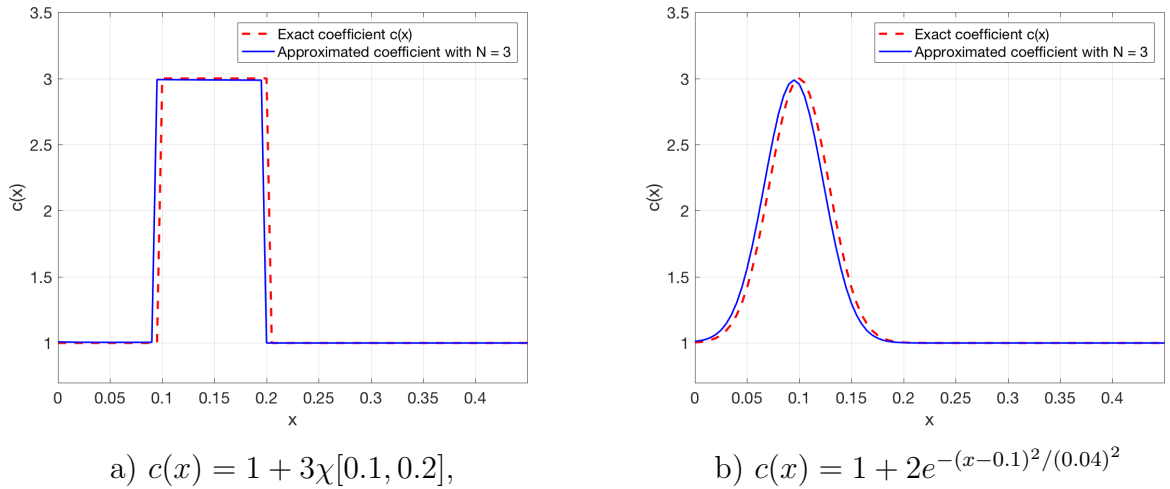 3.5
3
2.5
2
1.5
1
c(x)
Exact coefficient c(x)
Approximated coefficient with N = 3
0 0.05 0.1 0.15 0.2 0.25 0.3 0.35 0.4
x
a) c(x) = 1 + 3χ[0.1, 0.2],
3.5
3
2.5
2
1.5
1
c(x)
Exact coefficient c(x)
Approximated coefficient with N = 3
0 0.05 0.1 0.15 0.2 0.25 0.3 0.35 0.4
x
b) c(x) = 1 + 2e^{-(x-0.1)^2/(0.04)^2}